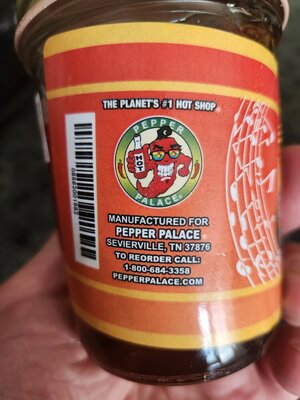 THE PLANET'S #1 HOT SHOP
PEPPER
HOT
PALACE
MANUFACTURED FOR
PEPPER PALACE
SEVIERVILLE, TN 37876
TO REORDER CALL:
1-800-684-3358
PEPPERPALACE.COM